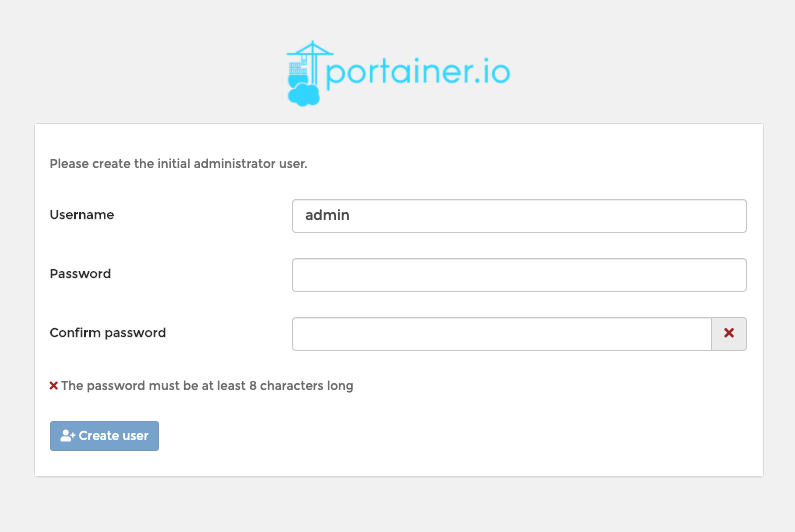 portainer.io
Please create the initial administrator user.
Username
admin
Password
Confirm password
The password must be at least 8 characters long
Create user